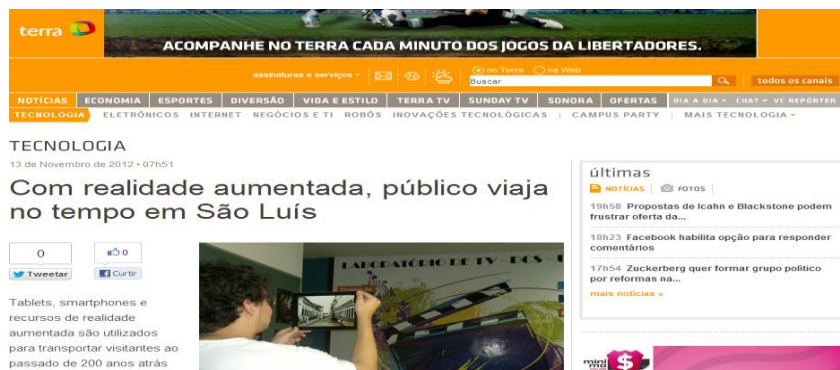 terra
ACOMPANHE NO TERRA CADA MINUTO DOS JOGOS DA LIBERTADORES.
assinaturas e serviços
no Terra
na Web
Buscar
todos os canais
NOTÍCIAS ECONOMIA ESPORTES DIVERSÃO VIDA E ESTILO TERRA TV SUNDAY TV SONORA OFERTAS DIA A DIA CHAT VC REPÓRTER
TECNOLOGIA ELETRÔNICOS INTERNET NEGÓCIOS E TI ROBÔS INOVAÇÕES TECNOLÓGICAS | CAMPUS PARTY | MAIS TECNOLOGIA
TECNOLOGIA
13 de Novembro de 2012 • 07h51
Com realidade aumentada, público viaja
no tempo em São Luís
0
0
Tweetar
Curtir
Tablets, smartphones e
recursos de realidade
aumentada são utilizados
para transportar visitantes ao
passado de 200 anos atrás
LABORATÓRIO DE TV - DCS - U
últimas
NOTÍCIAS FOTOS
19h58 Propostas de Icahn e Blackstone podem
frustrar oferta da...
18h23 Facebook habilita opção para responder
comentários
17h54 Zuckerberg quer formar grupo político
por reformas na...
mais notícias »
mini
$